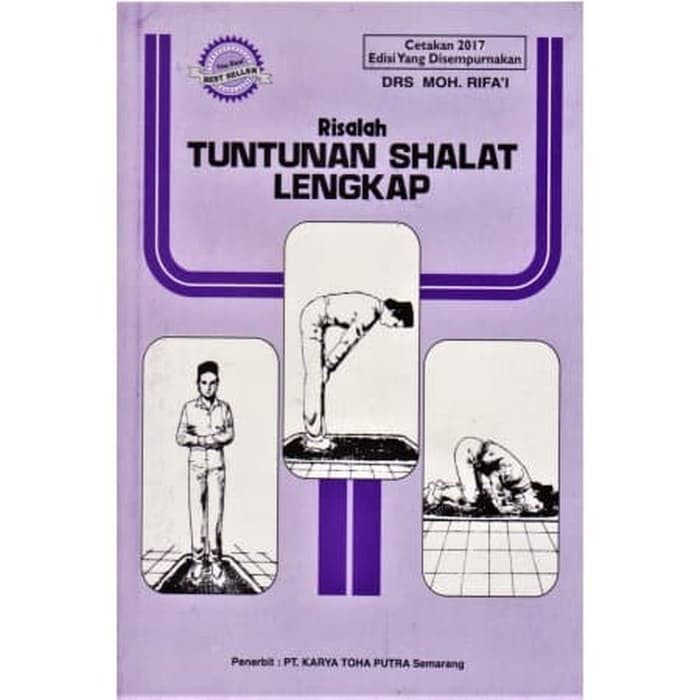 BEST SELLER
Cetakan 2017
Edisi Yang Disempurnakan
DRS MOH. RIFA'I
Risalah
TUNTUNAN SHALAT
LENGKAP
Penerbit : PT. KARYA TOHA PUTRA Semarang